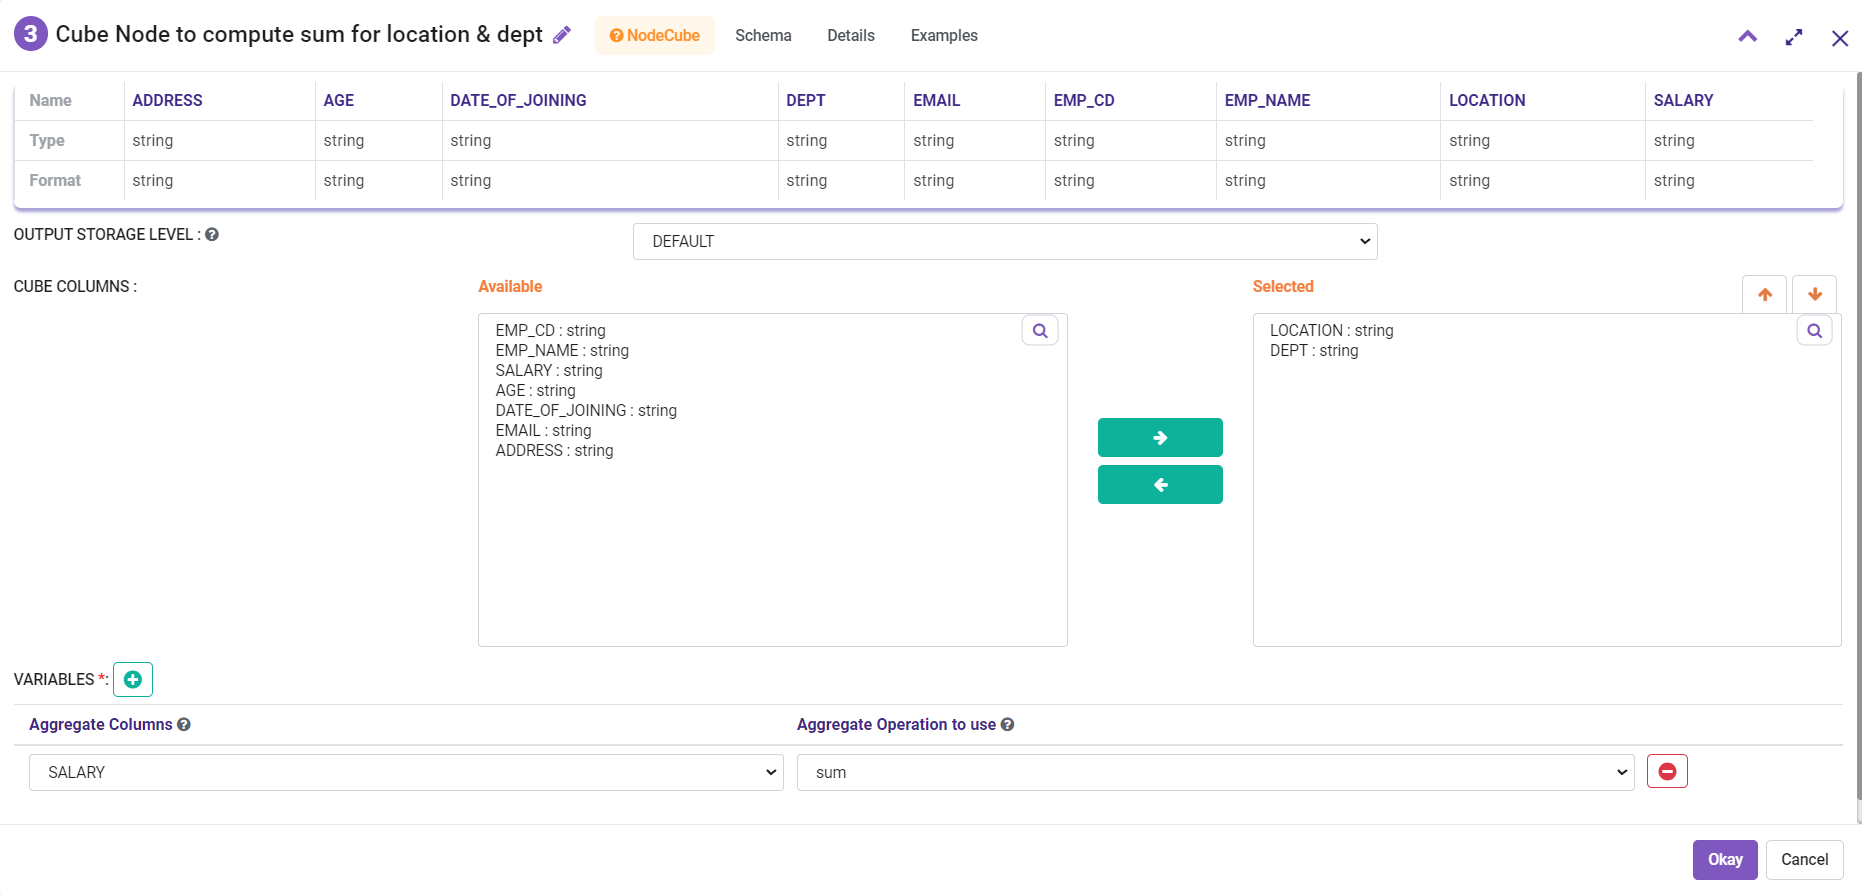 3 Cube Node to compute sum for location & dept NodeCube Schema Details Examples
Name ADDRESS AGE DATE_OF_JOINING DEPT EMAIL EMP_CD EMP_NAME LOCATION SALARY
Type string string string string string string string string string
Format string string string string string string string string string
OUTPUT STORAGE LEVEL : DEFAULT
CUBE COLUMNS : Available Selected
EMP_CD : string LOCATION : string
EMP_NAME : string DEPT : string
SALARY : string
AGE : string
DATE_OF_JOINING : string
EMAIL : string
ADDRESS : string
VARIABLES *:
Aggregate Columns Aggregate Operation to use
SALARY sum
Okay Cancel